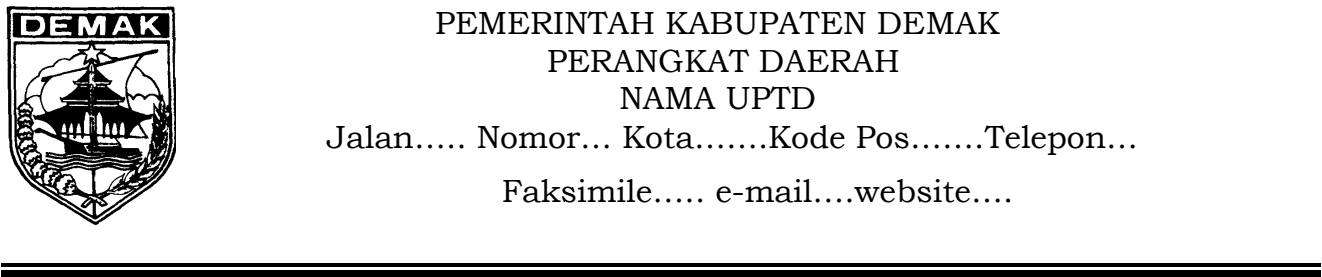 DEMAK
PEMERINTAH KABUPATEN DEMAK
PERANGKAT DAERAH
NAMA UPTD
Jalan….. Nomor… Kota…….Kode Pos…….Telepon…
Faksimile….. e-mail….website….